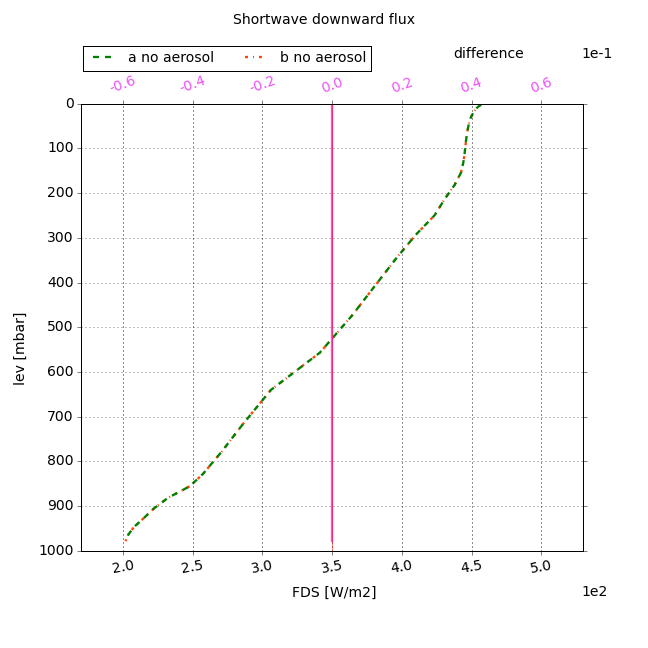 Shortwave downward flux
a no aerosol b no aerosol difference 1e-1
-0.6 -0.4 -0.2 0.0 0.2 0.4 0.6
0
100
200
300
400
500
600
700
800
900
1000
lev [mbar]
2.0 2.5 3.0 3.5 4.0 4.5 5.0
FDS [W/m2] 1e2